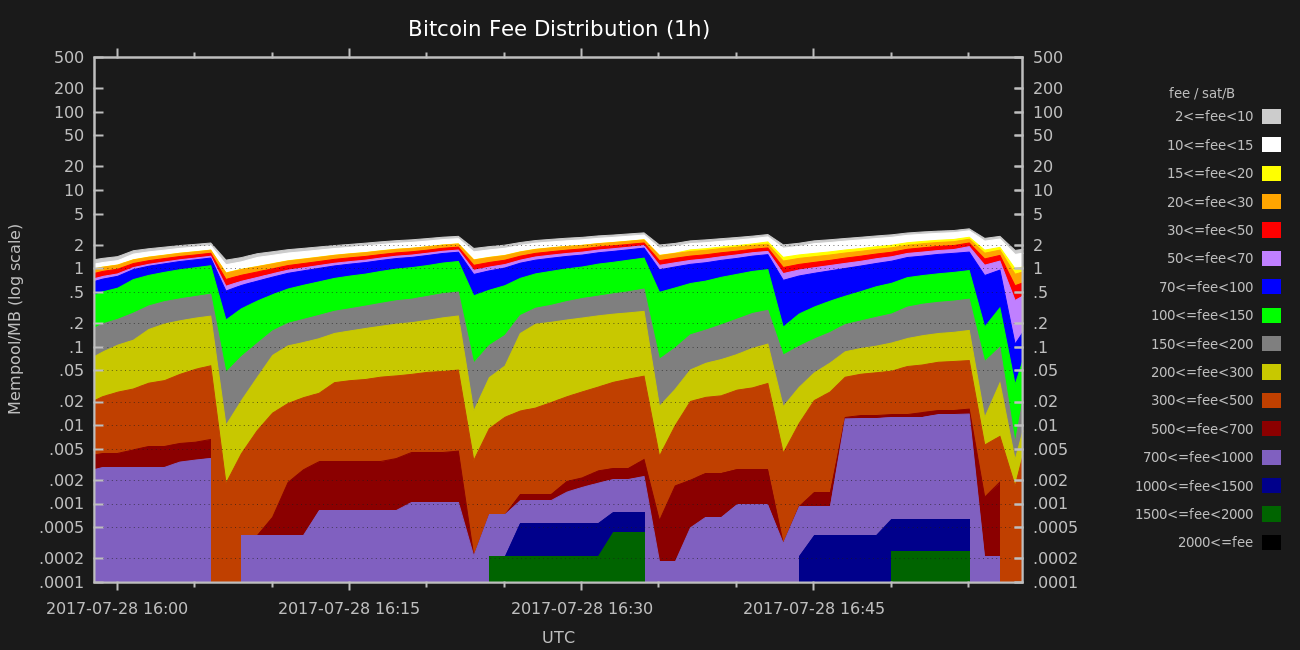 Bitcoin Fee Distribution (1h)
500 500
200 200
100 100
50 50
20 20
10 10
5 5
2 2
1 1
.5 .5
.2 .2
.1 .1
.05 .05
.02 .02
.01 .01
.005 .005
.002 .002
.001 .001
.0005 .0005
.0002 .0002
.0001 .0001
Mempool/MB (log scale)
2017-07-28 16:00 2017-07-28 16:15 2017-07-28 16:30 2017-07-28 16:45
UTC
fee / sat/B
2<=fee<10
10<=fee<15
15<=fee<20
20<=fee<30
30<=fee<50
50<=fee<70
70<=fee<100
100<=fee<150
150<=fee<200
200<=fee<300
300<=fee<500
500<=fee<700
700<=fee<1000
1000<=fee<1500
1500<=fee<2000
2000<=fee